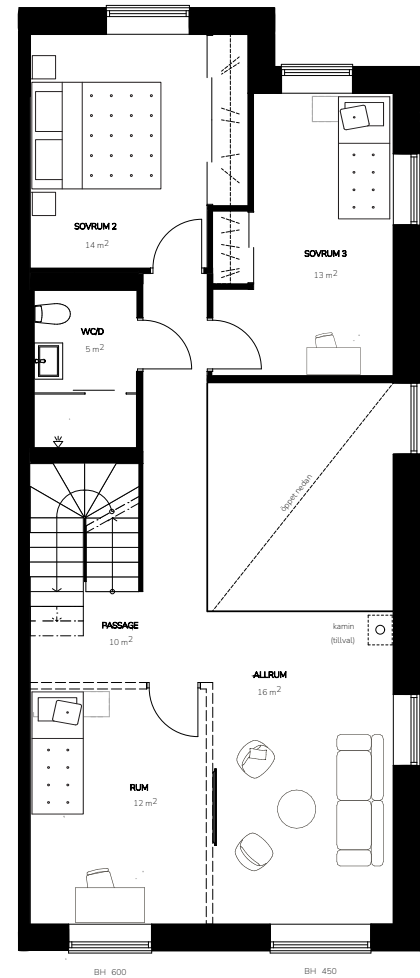 SOVRUM 2
14 m²
SOVRUM 3
13 m²
WC/D
5 m²
öppet nedan
PASSAGE
10 m²
kamin
(tillval)
ALLRUM
16 m²
RUM
12 m²
BH 600
BH 450